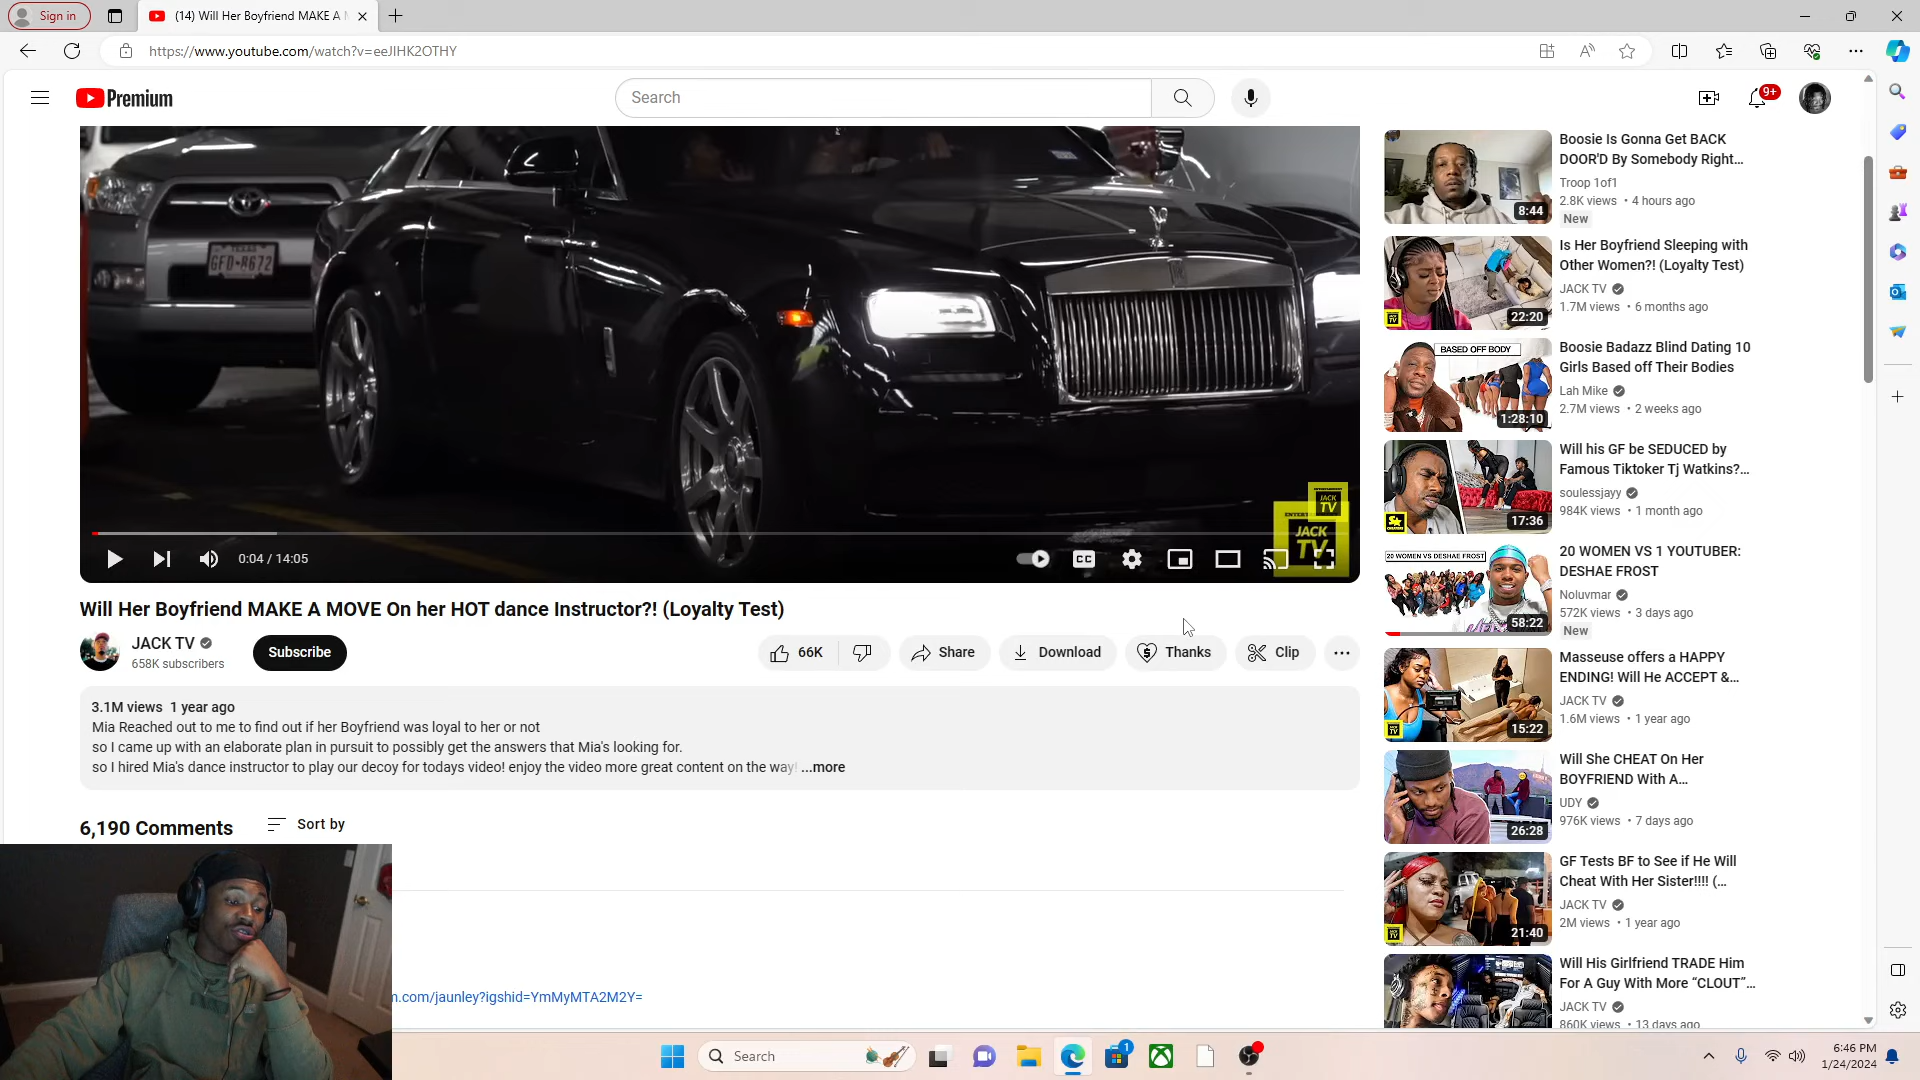 Sign in
(14) Will Her Boyfriend MAKE A M
https://www.youtube.com/watch?v=eeJIHK2OTHY
Premium
Search
9+
TEXAS
GFD·8672
JACK TV
ENTER
JACK TV
0:04 / 14:05
CC
Will Her Boyfriend MAKE A MOVE On her HOT dance Instructor?! (Loyalty Test)
JACK TV
658K subscribers
Subscribe
66K
Share
Download
Thanks
Clip
3.1M views 1 year ago
Mia Reached out to me to find out if her Boyfriend was loyal to her or not
so I came up with an elaborate plan in pursuit to possibly get the answers that Mia's looking for.
so I hired Mia's dance instructor to play our decoy for todays video! enjoy the video more great content on the way! ...more
6,190 Comments
Sort by
m.com/jaunley?igshid=YmMyMTA2M2Y=
8:44
Boosie Is Gonna Get BACK
DOOR'D By Somebody Right...
Troop 1of1
2.8K views • 4 hours ago
New
22:20
Is Her Boyfriend Sleeping with
Other Women?! (Loyalty Test)
JACK TV
1.7M views • 6 months ago
BASED OFF BODY
1:28:10
Boosie Badazz Blind Dating 10
Girls Based off Their Bodies
Lah Mike
2.7M views • 2 weeks ago
17:36
Will his GF be SEDUCED by
Famous Tiktoker Tj Watkins?...
soulessjayy
984K views • 1 month ago
20 WOMEN VS DESHAE FROST
58:22
20 WOMEN VS 1 YOUTUBER:
DESHAE FROST
Noluvmar
572K views • 3 days ago
New
15:22
Masseuse offers a HAPPY
ENDING! Will He ACCEPT &...
JACK TV
1.6M views • 1 year ago
26:28
Will She CHEAT On Her
BOYFRIEND With A...
UDY
976K views • 7 days ago
21:40
GF Tests BF to See if He Will
Cheat With Her Sister!!!! (...
JACK TV
2M views • 1 year ago
Will His Girlfriend TRADE Him
For A Guy With More “CLOUT”...
JACK TV
860K views • 13 days ago
Search
1
6:46 PM
1/24/2024